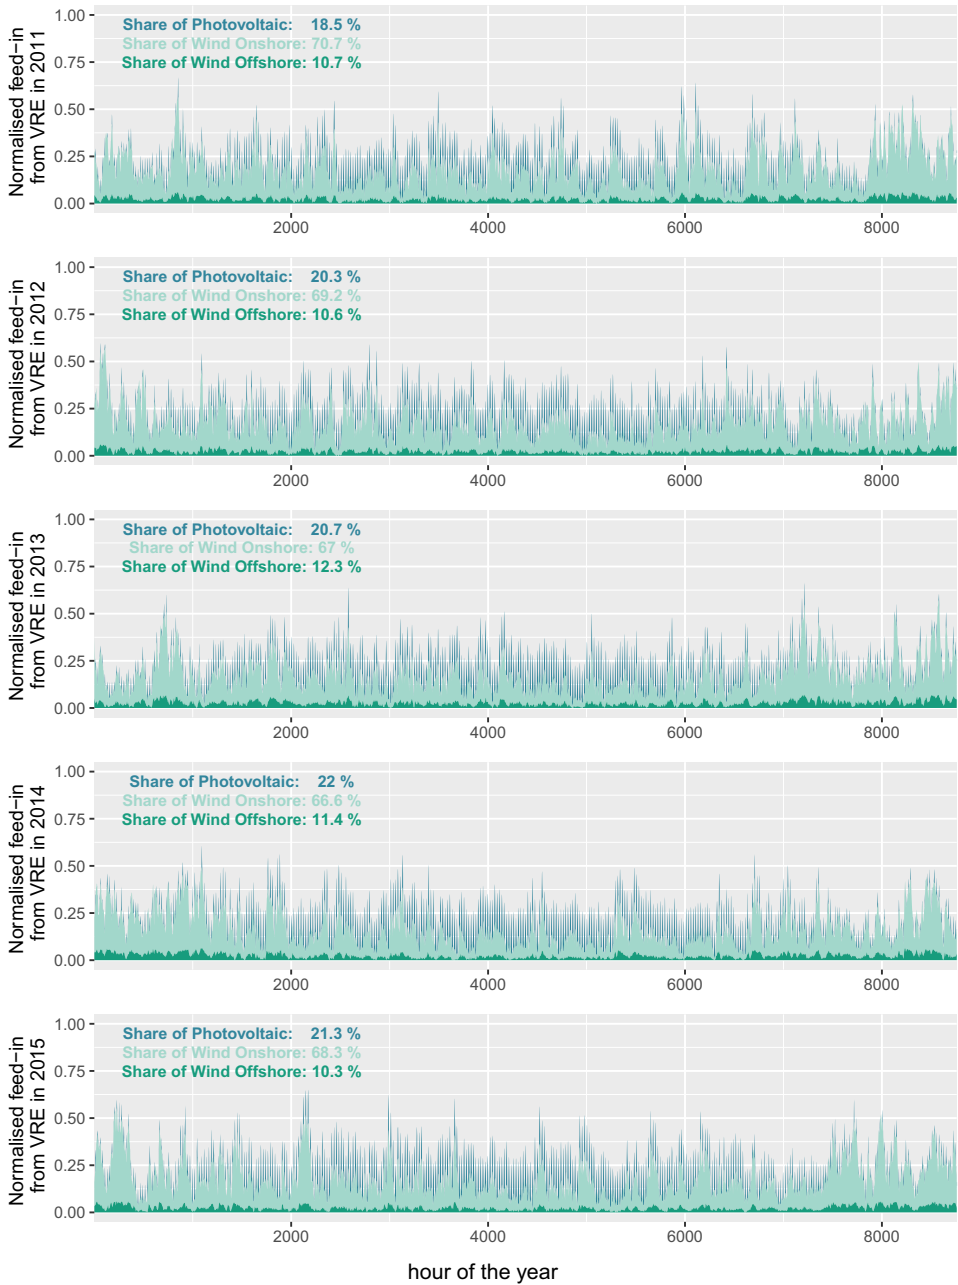 Normalised feed-in
from VRE in 2011
1.00
0.75
0.50
0.25
0.00
Share of Photovoltaic: 18.5 %
Share of Wind Onshore: 70.7 %
Share of Wind Offshore: 10.7 %
2000 4000 6000 8000
Normalised feed-in
from VRE in 2012
1.00
0.75
0.50
0.25
0.00
Share of Photovoltaic: 20.3 %
Share of Wind Onshore: 69.2 %
Share of Wind Offshore: 10.6 %
2000 4000 6000 8000
Normalised feed-in
from VRE in 2013
1.00
0.75
0.50
0.25
0.00
Share of Photovoltaic: 20.7 %
Share of Wind Onshore: 67 %
Share of Wind Offshore: 12.3 %
2000 4000 6000 8000
Normalised feed-in
from VRE in 2014
1.00
0.75
0.50
0.25
0.00
Share of Photovoltaic: 22 %
Share of Wind Onshore: 66.6 %
Share of Wind Offshore: 11.4 %
2000 4000 6000 8000
Normalised feed-in
from VRE in 2015
1.00
0.75
0.50
0.25
0.00
Share of Photovoltaic: 21.3 %
Share of Wind Onshore: 68.3 %
Share of Wind Offshore: 10.3 %
2000 4000 6000 8000
hour of the year